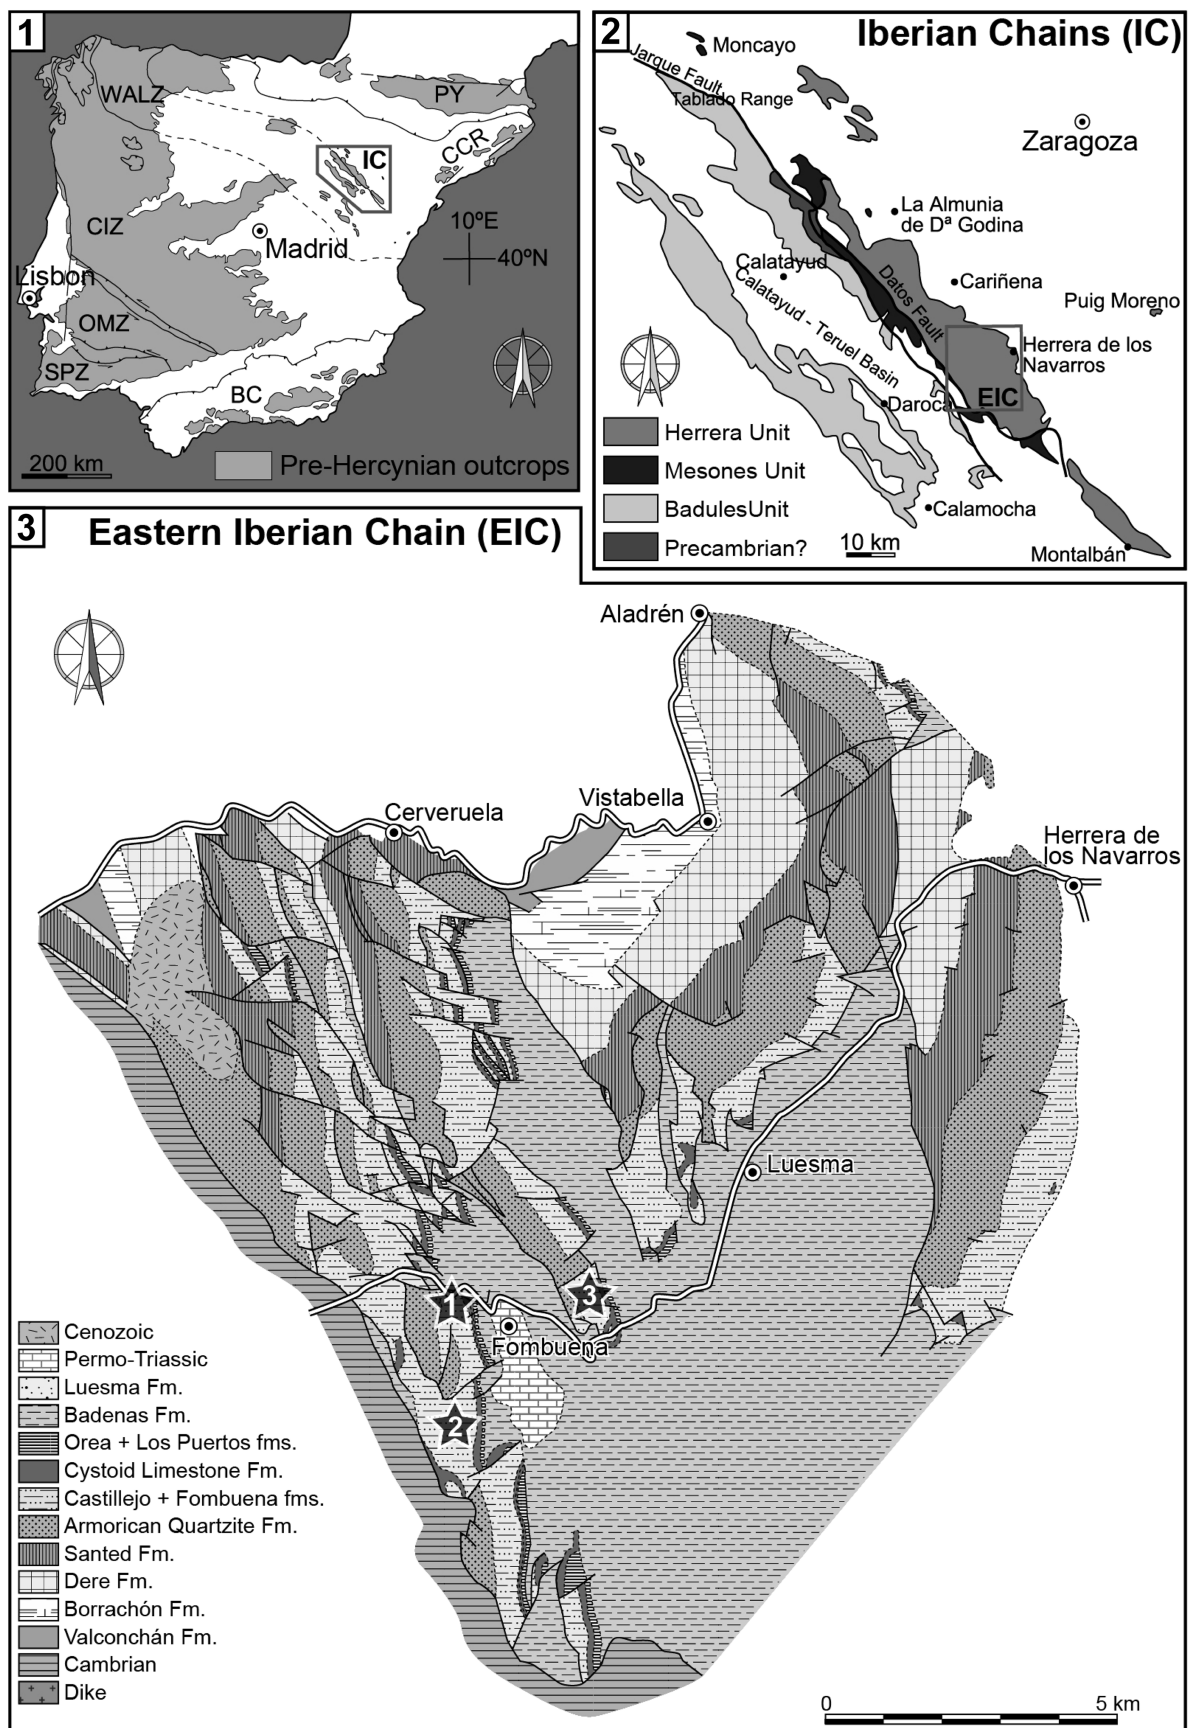 1
WALZ
PY
CCR
IC
CIZ
10ºE
40ºN
Madrid
Lisbon
OMZ
SPZ
BC
200 km
Pre-Hercynian outcrops
2
Iberian Chains (IC)
Moncayo
Jarque Fault
Tablado Range
Zaragoza
La Almunia
de Dª Godina
Calatayud
Cariñena
Datos Fault
Calatayud - Teruel Basin
Puig Moreno
Herrera de los
Navarros
EIC
Daroca
Herrera Unit
Mesones Unit
BadulesUnit
Precambrian?
Calamocha
10 km
Montalbán
3
Eastern Iberian Chain (EIC)
Aladrén
Vistabella
Cerveruela
Herrera de
los Navarros
Luesma
1
3
Fombuena
2
Cenozoic
Permo-Triassic
Luesma Fm.
Badenas Fm.
Orea + Los Puertos fms.
Cystoid Limestone Fm.
Castillejo + Fombuena fms.
Armorican Quartzite Fm.
Santed Fm.
Dere Fm.
Borrachón Fm.
Valconchán Fm.
Cambrian
Dike
0 5 km